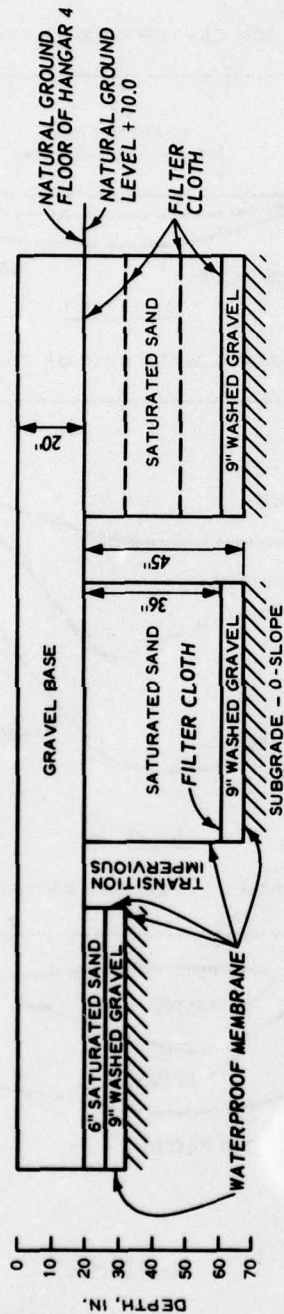 NATURAL GROUND
FLOOR OF HANGAR 4
NATURAL GROUND
LEVEL + 10.0
FILTER
CLOTH
20"
GRAVEL BASE
SATURATED SAND
9" WASHED GRAVEL
45"
36"
SATURATED SAND
FILTER CLOTH
9" WASHED GRAVEL
SUBGRADE - 0-SLOPE
TRANSITION
IMPERVIOUS
6" SATURATED SAND
9" WASHED GRAVEL
WATERPROOF MEMBRANE
0
10
20
30
40
50
60
70
DEPTH, IN.